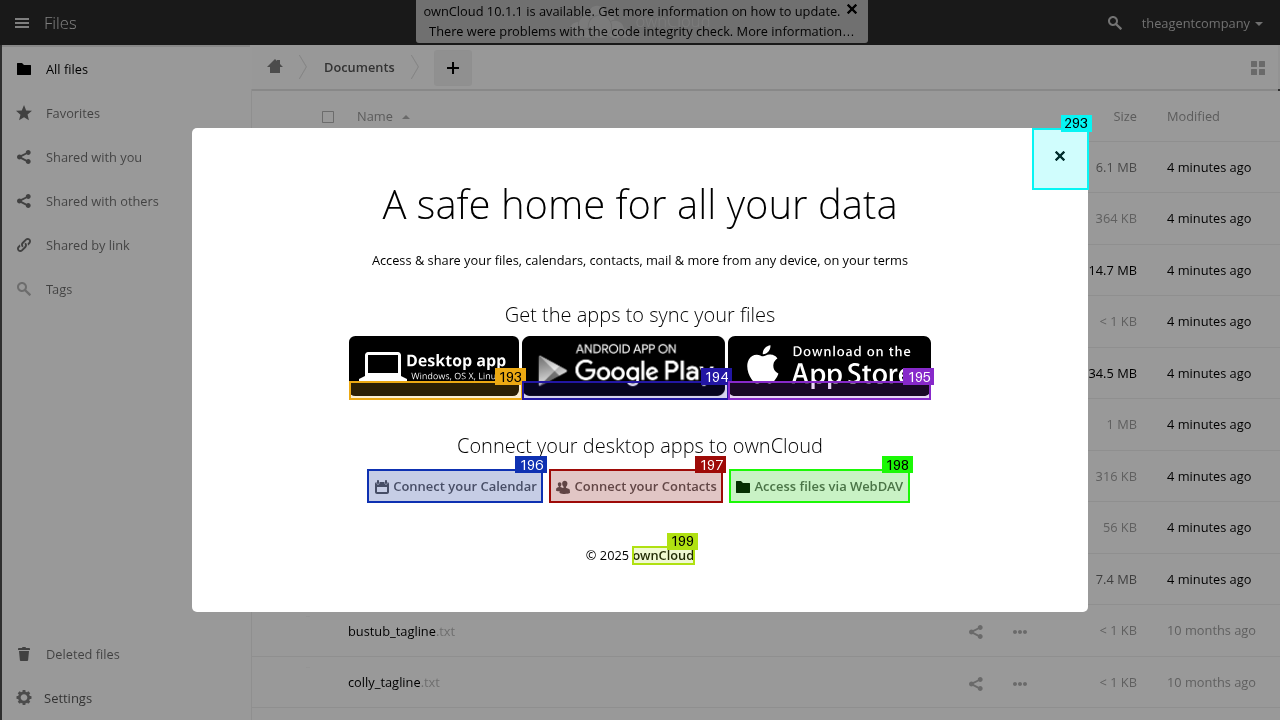 Files
ownCloud 10.1.1 is available. Get more information on how to update.
There were problems with the code integrity check. More information…
theagentcompany
All files
Favorites
Shared with you
Shared with others
Shared by link
Tags
Deleted files
Settings
Documents
Name
Size
Modified
6.1 MB 4 minutes ago
364 KB 4 minutes ago
14.7 MB 4 minutes ago
< 1 KB 4 minutes ago
34.5 MB 4 minutes ago
1 MB 4 minutes ago
316 KB 4 minutes ago
56 KB 4 minutes ago
7.4 MB 4 minutes ago
bustub_tagline.txt < 1 KB 10 months ago
colly_tagline.txt < 1 KB 10 months ago
293
A safe home for all your data
Access & share your files, calendars, contacts, mail & more from any device, on your terms
Get the apps to sync your files
Desktop app
Windows, OS X,
193
ANDROID APP ON
Google Play
194
Download on the
App Store
195
Connect your desktop apps to ownCloud
196
Connect your Calendar
197
Connect your Contacts
198
Access files via WebDAV
199
© 2025 ownCloud